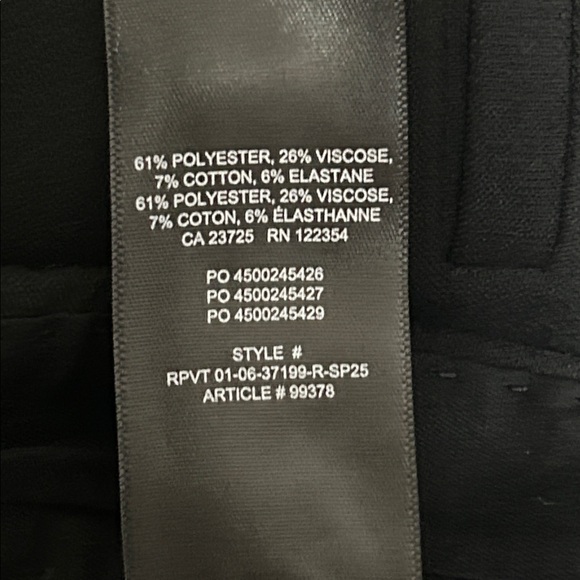 61% POLYESTER, 26% VISCOSE,
7% COTTON, 6% ELASTANE
61% POLYESTER, 26% VISCOSE,
7% COTON, 6% ÉLASTHANNE
CA 23725 RN 122354
PO 4500245426
PO 4500245427
PO 4500245429
STYLE #
RPVT 01-06-37199-R-SP25
ARTICLE # 99378